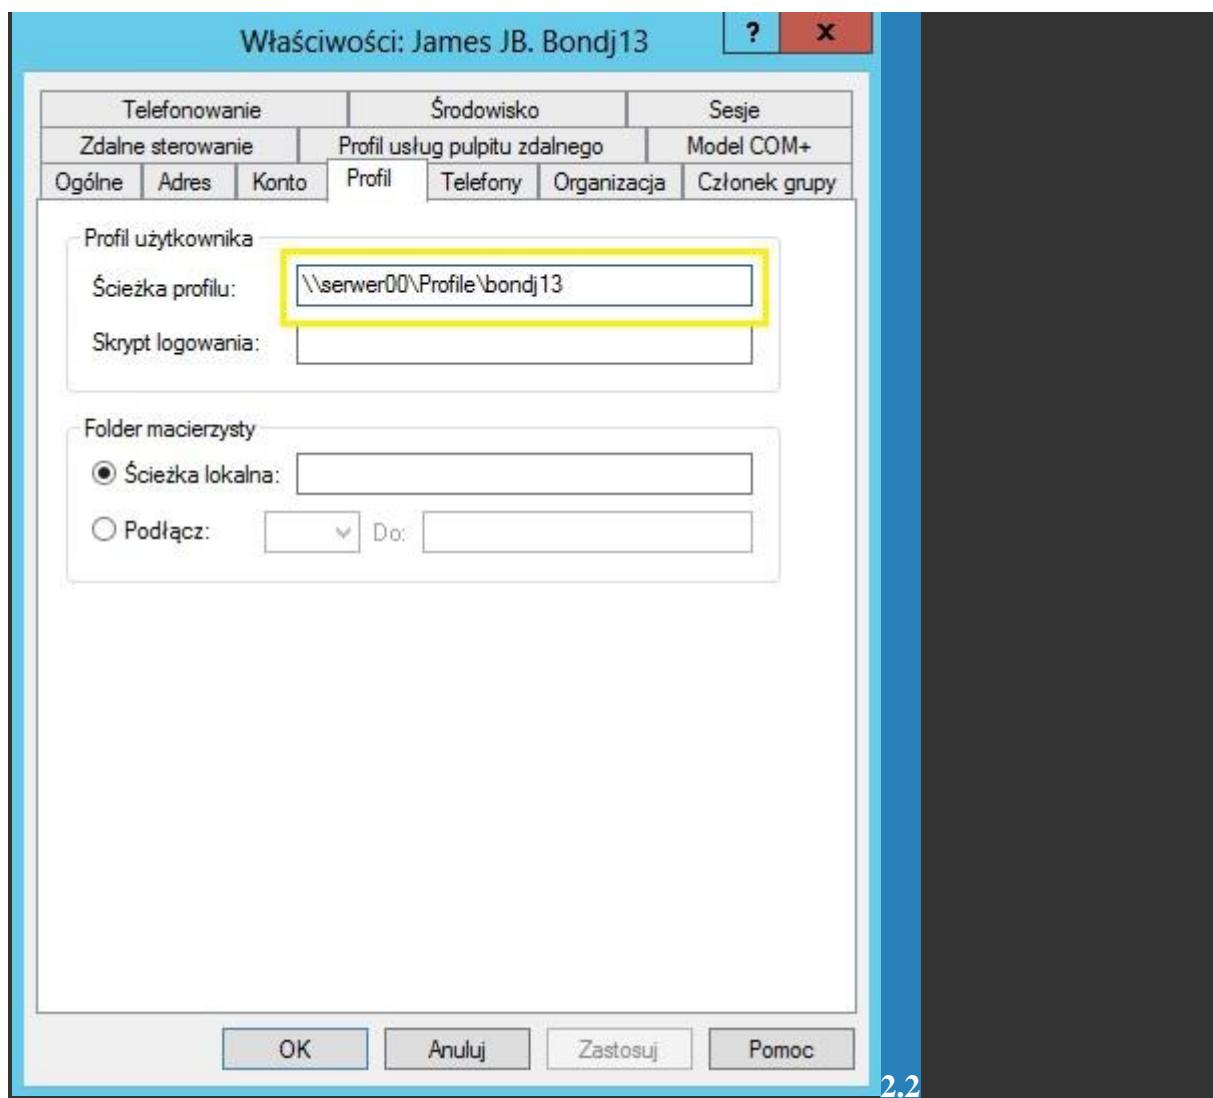 Właściwości: James JB. Bondj13
?
x
Telefonowanie
Środowisko
Sesje
Zdalne sterowanie
Profil usług pulpitu zdalnego
Model COM+
Ogólne
Adres
Konto
Profil
Telefony
Organizacja
Członek grupy
Profil użytkownika
Ścieżka profilu:
\\serwer00\Profile\bondj13
Skrypt logowania:
Folder macierzysty
Ścieżka lokalna:
Podłącz:
Do:
OK
Anuluj
Zastosuj
Pomoc
2.2